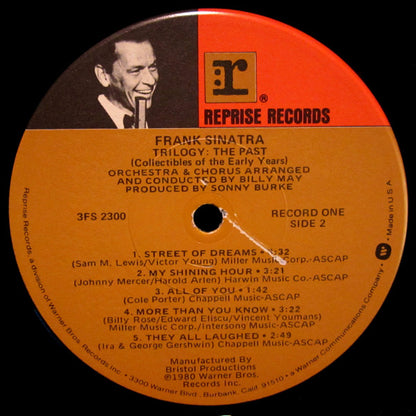 r ®
REPRISE RECORDS
FRANK SINATRA
TRILOGY: THE PAST
(Collectibles of the Early Years)
ORCHESTRA & CHORUS ARRANGED
AND CONDUCTED BY BILLY MAY
PRODUCED BY SONNY BURKE
3FS 2300
RECORD ONE
SIDE 2
1. STREET OF DREAMS • :32
(Sam M. Lewis/Victor Young) Miller Music Corp.-ASCAP
2. MY SHINING HOUR • 3:21
(Johnny Mercer/Harold Arlen) Harwin Music Co.-ASCAP
3. ALL OF YOU • 1:42
(Cole Porter) Chappell Music-ASCAP
4. MORE THAN YOU KNOW • 3:22
(Billy Rose/Edward Eliscu/Vincent Youmans)
Miller Music Corp./Intersong Music-ASCAP
5. THEY ALL LAUGHED • 2:49
(Ira & George Gershwin) Chappell Music-ASCAP
Manufactured By
Bristol Productions
©1980 Warner Bros.
Records Inc.
Reprise Records, a division of Warner Bros. Records Inc. • 3300 Warner Blvd., Burbank, Calif. 91510 • a Warner Communications Company • W • Made in U.S.A.